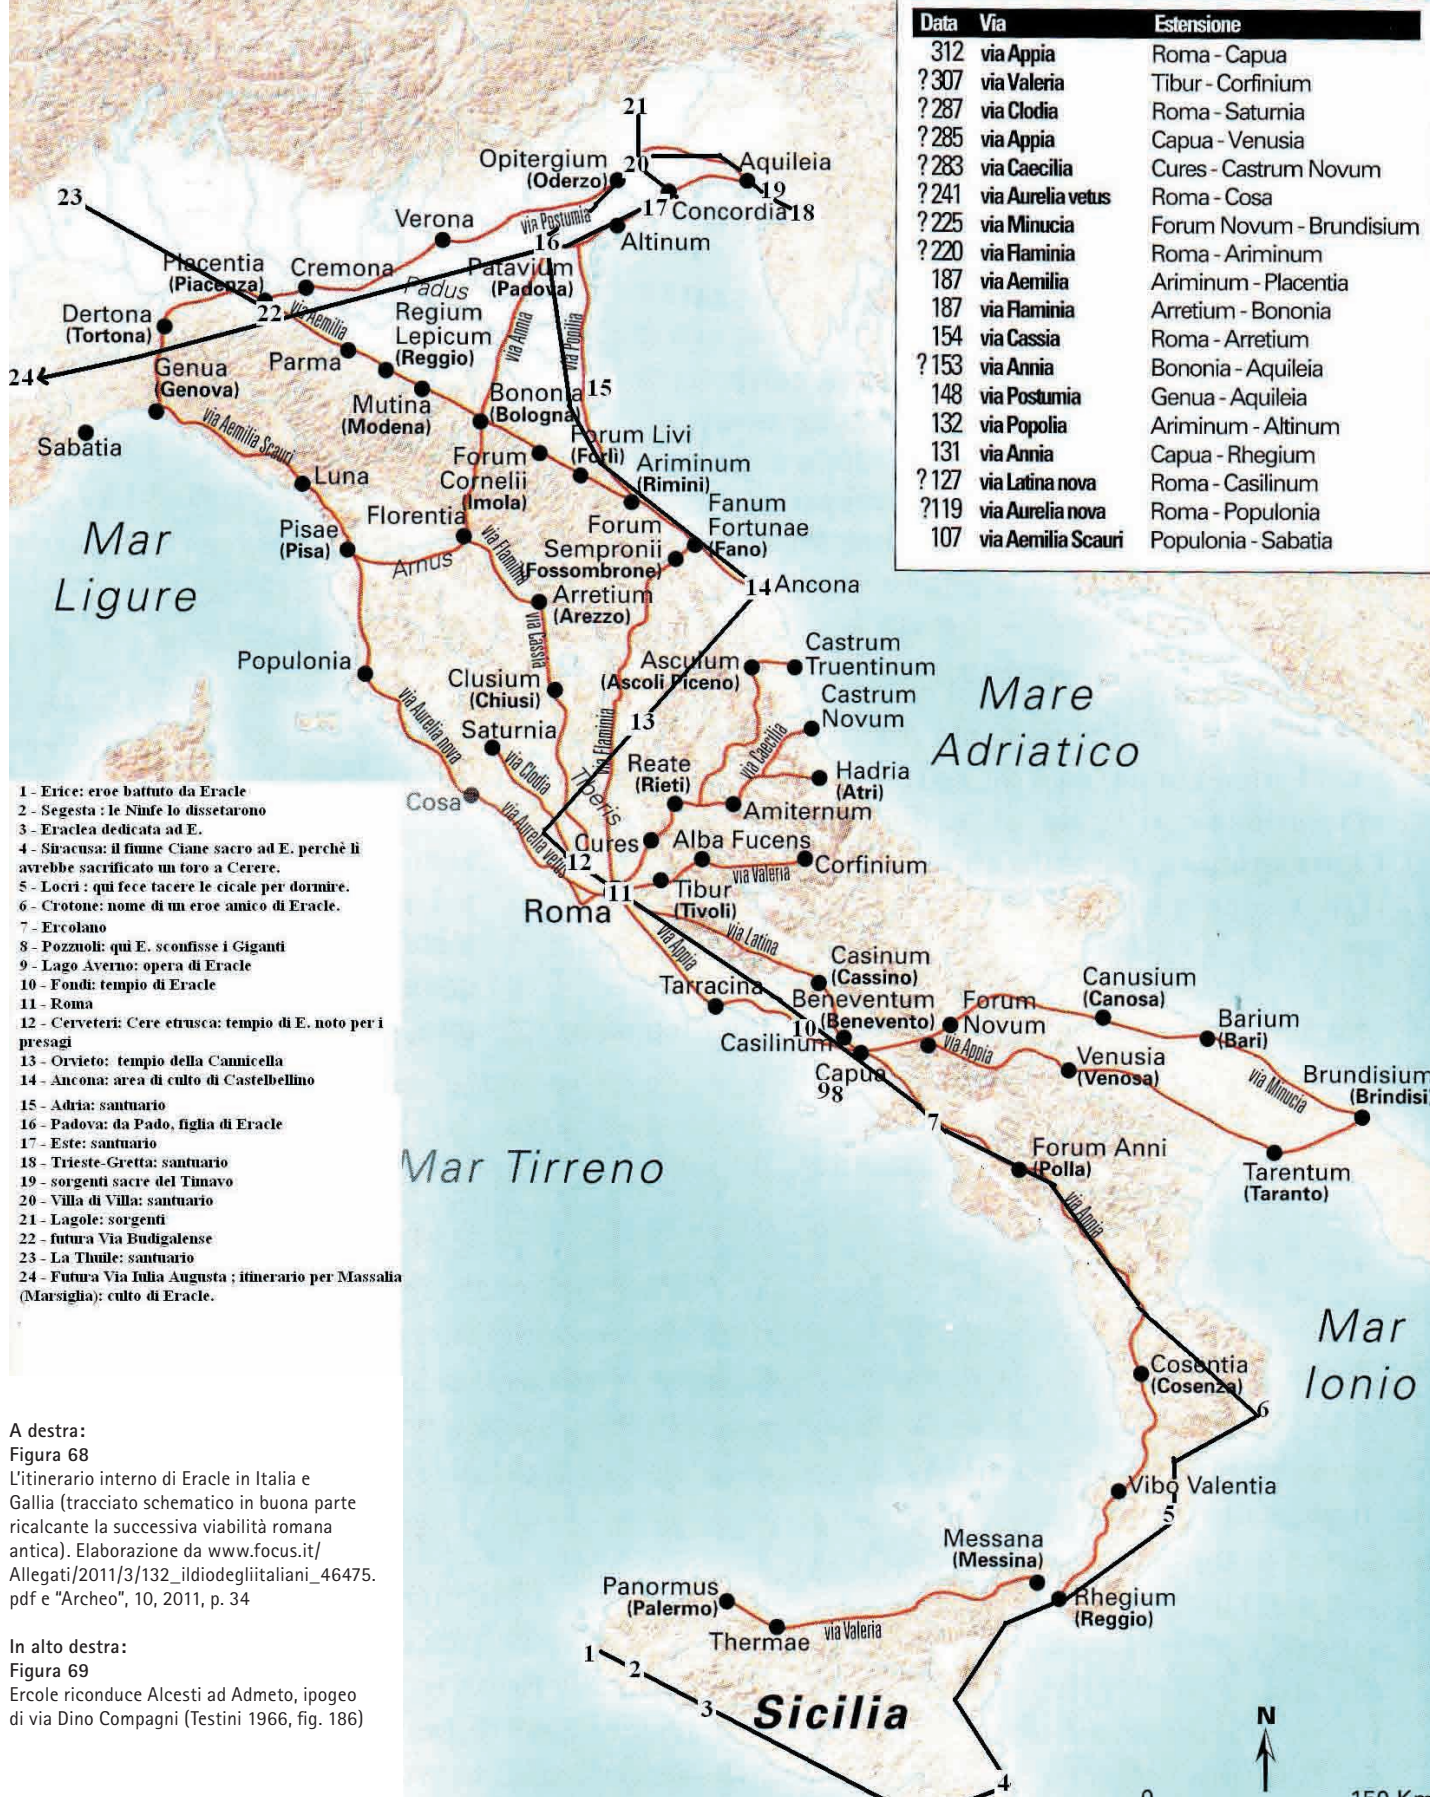 Data Via Estensione
312 via Appia Roma - Capua
?307 via Valeria Tibur - Corfinium
?287 via Clodia Roma - Saturnia
?285 via Appia Capua - Venusia
?283 via Caecilia Cures - Castrum Novum
?241 via Aurelia vetus Roma - Cosa
?225 via Minucia Forum Novum - Brundisium
?220 via Flaminia Roma - Ariminum
187 via Aemilia Ariminum - Placentia
187 via Flaminia Arretium - Bononia
154 via Cassia Roma - Arretium
?153 via Annia Bononia - Aquileia
148 via Postumia Genua - Aquileia
132 via Popolia Ariminum - Altinum
131 via Annia Capua - Rhegium
?127 via Latina nova Roma - Casilinum
?119 via Aurelia nova Roma - Populonia
107 via Aemilia Scauri Populonia - Sabatia
21
Opitergium
(Oderzo)
20
Aquileia
19
18
17
Concordia
23
Verona
via Postumia
16
Altinum
Placentia
(Piacenza)
Cremona
Patavium
(Padova)
Padus
22
via Aemilia
Dertona
(Tortona)
Regium
Lepicum
(Reggio)
via Annia
via Popilia
Parma
24
Genua
(Genova)
15
Mutina
(Modena)
Bononia
(Bologna)
via Aemilia Scauri
Sabatia
Forum Livi
(Forlì)
Forum
Cornelii
(Imola)
Ariminum
(Rimini)
Luna
Fanum
Fortunae
(Fano)
Florentia
Pisae
(Pisa)
Forum
Sempronii
(Fossombrone)
Mar
Ligure
Arnus
via Flaminia
14
Ancona
Arretium
(Arezzo)
via Cassia
Populonia
Clusium
(Chiusi)
Asculum
(Ascoli Piceno)
Castrum
Truentinum
Castrum
Novum
Mare
Adriatico
13
via Aurelia nova
Saturnia
via Clodia
via Flaminia
Tiberis
Reate
(Rieti)
via Caecilia
Hadria
(Atri)
Cosa
Amiternum
via Aurelia vetus
Cures
Alba Fucens
Corfinium
12
via Valeria
11
Roma
Tibur
(Tivoli)
via Latina
via Appia
Casinum
(Cassino)
Canusium
(Canosa)
Tarracina
Beneventum
(Benevento)
Forum
Novum
Barium
(Bari)
10
Casilinum
via Appia
Venusia
(Venosa)
Capua
98
via Minucia
Brundisium
(Brindisi
7
Forum Anni
(Polla)
Tarentum
(Taranto)
Mar Tirreno
via Appia
Mar
Ionio
Cosentia
(Cosenza)
6
Vibo Valentia
5
Messana
(Messina)
Panormus
(Palermo)
Rhegium
(Reggio)
Thermae
via Valeria
1
2
3
Sicilia
4
N
0
150 Km
1 - Erice: eroe battuto da Eracle
2 - Segesta : le Ninfe lo dissetarono
3 - Eraclea dedicata ad E.
4 - Siracusa: il fiume Ciane sacro ad E. perchè li
avrebbe sacrificato un toro a Cerere.
5 - Locri : qui fece tacere le cicale per dormire.
6 - Crotone: nome di un eroe amico di Eracle.
7 - Ercolano
8 - Pozzuoli: qui E. sconfisse i Giganti
9 - Lago Averno: opera di Eracle
10 - Fondi: tempio di Eracle
11 - Roma
12 - Cerveteri: Cere etrusca: tempio di E. noto per i
presagi
13 - Orvieto: tempio della Cannicella
14 - Ancona: area di culto di Castelbellino
15 - Adria: santuario
16 - Padova: da Pado, figlia di Eracle
17 - Este: santuario
18 - Trieste-Gretta: santuario
19 - sorgenti sacre del Timavo
20 - Villa di Villa: santuario
21 - Lagole: sorgenti
22 - futura Via Budigalense
23 - La Thuile: santuario
24 - Futura Via Iulia Augusta ; itinerario per Massalia
(Marsiglia): culto di Eracle.
A destra:
Figura 68
L'itinerario interno di Eracle in Italia e
Gallia (tracciato schematico in buona parte
ricalcante la successiva viabilità romana
antica). Elaborazione da www.focus.it/
Allegati/2011/3/132_ildiodegliitaliani_46475.
pdf e "Archeo", 10, 2011, p. 34
In alto destra:
Figura 69
Ercole riconduce Alcesti ad Admeto, ipogeo
di via Dino Compagni (Testini 1966, fig. 186)